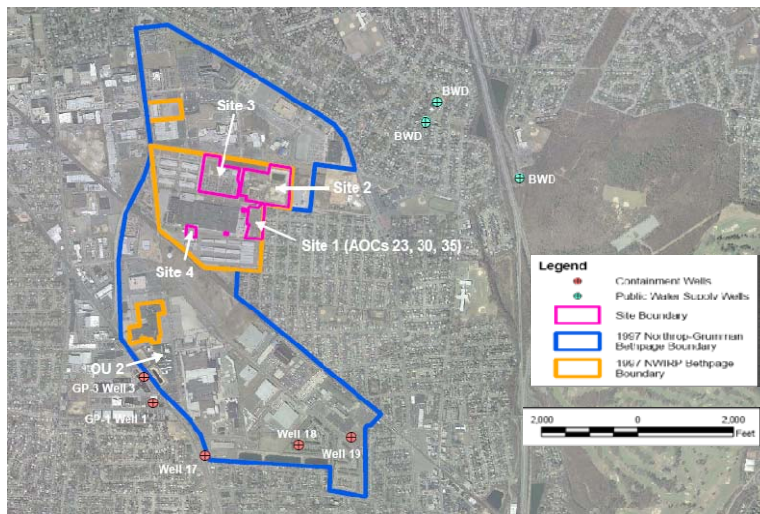 BWD
Site 3
BWD
BWD
Site 2
Site 1 (AOCs 23, 30, 35)
Site 4
Legend
Containment Wells
Public Water Supply Wells
Site Boundary
1997 Northrop-Grumman
Bethpage Boundary
1997 NWIRP Bethpage
Boundary
OU 2
GP-3 Well 3
GP-1 Well 1
Well 18
Well 19
Well 17
2,000
0
2,000
Feet